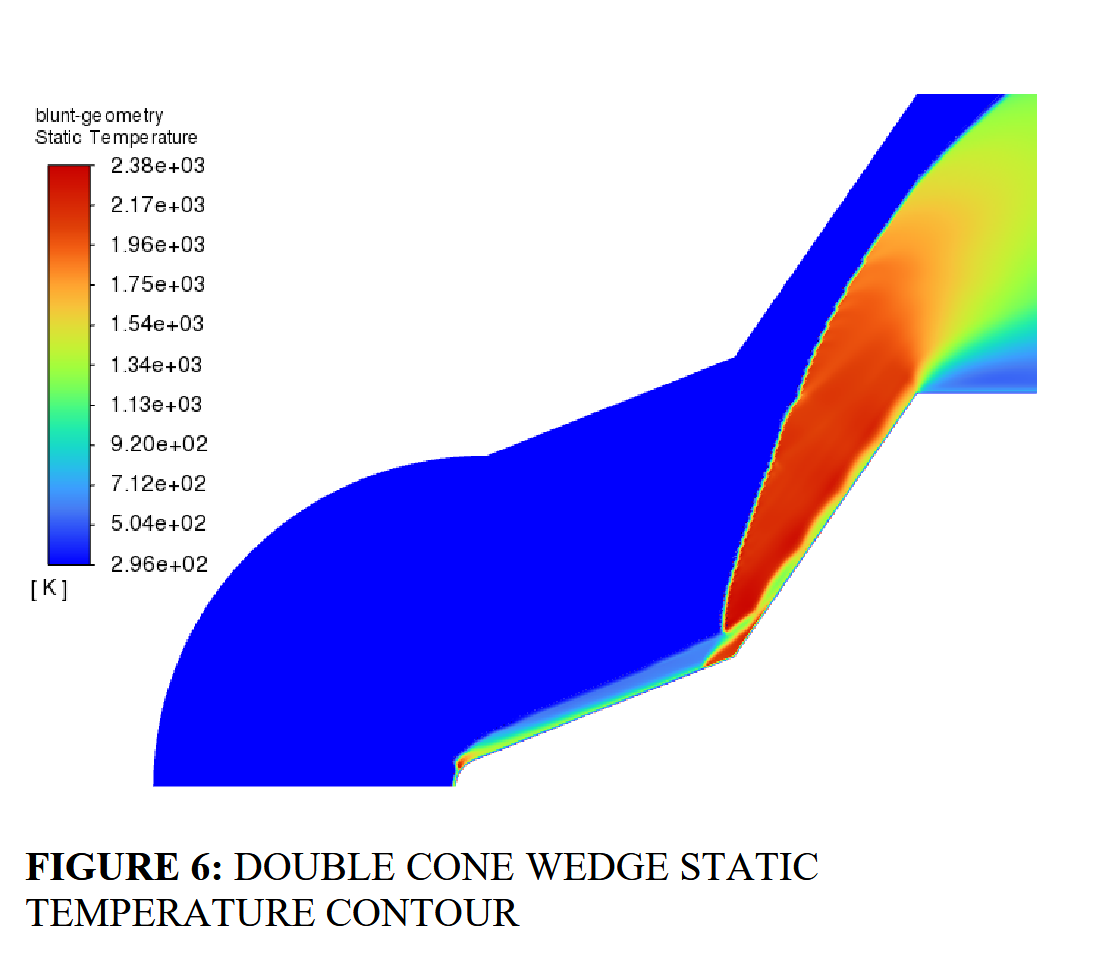 blunt-geometry
Static Temperature
2.38e+03
2.17e+03
1.96e+03
1.75e+03
1.54e+03
1.34e+03
1.13e+03
9.20e+02
7.12e+02
5.04e+02
2.96e+02
[ K ]
FIGURE 6: DOUBLE CONE WEDGE STATIC
TEMPERATURE CONTOUR